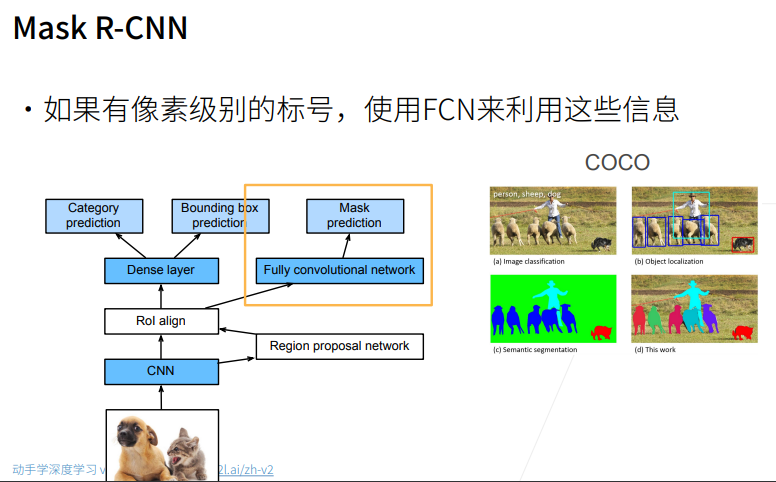 Mask R-CNN
• 如果有像素级别的标号，使用FCN来利用这些信息
COCO
person, sheep, dog
(a) Image classification
(b) Object localization
(c) Semantic segmentation
(d) This work
Category
prediction
Bounding box
prediction
Mask
prediction
Dense layer
Fully convolutional network
RoI align
Region proposal network
CNN
动手学深度学习 v
2l.ai/zh-v2